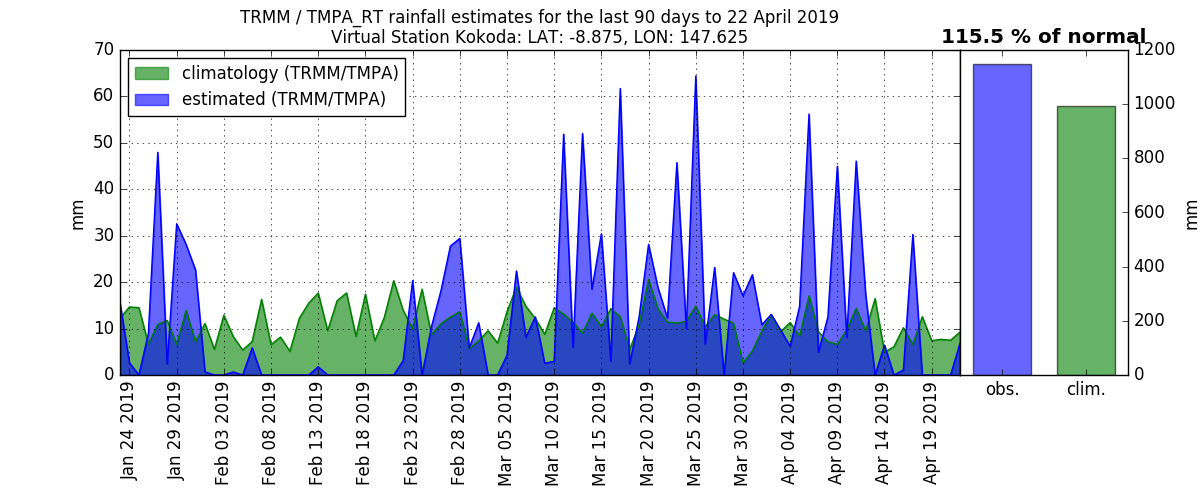 TRMM / TMPA_RT rainfall estimates for the last 90 days to 22 April 2019
Virtual Station Kokoda: LAT: -8.875, LON: 147.625
115.5 % of normal
climatology (TRMM/TMPA)
estimated (TRMM/TMPA)
70
60
50
40
30
20
10
0
mm
Jan 24 2019
Jan 29 2019
Feb 03 2019
Feb 08 2019
Feb 13 2019
Feb 18 2019
Feb 23 2019
Feb 28 2019
Mar 05 2019
Mar 10 2019
Mar 15 2019
Mar 20 2019
Mar 25 2019
Mar 30 2019
Apr 04 2019
Apr 09 2019
Apr 14 2019
Apr 19 2019
1200
1000
800
600
400
200
0
mm
obs.
clim.